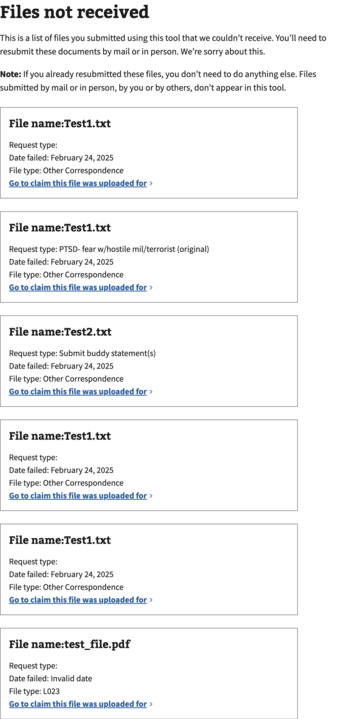 Files not received
This is a list of files you submitted using this tool that we couldn't receive. You'll need to
resubmit these documents by mail or in person. We're sorry about this.
Note: If you already resubmitted these files, you don't need to do anything else. Files
submitted by mail or in person, by you or by others, don't appear in this tool.
File name:Test1.txt
Request type:
Date failed: February 24, 2025
File type: Other Correspondence
Go to claim this file was uploaded for >
File name:Test1.txt
Request type: PTSD- fear w/hostile mil/terrorist (original)
Date failed: February 24, 2025
File type: Other Correspondence
Go to claim this file was uploaded for >
File name:Test2.txt
Request type: Submit buddy statement(s)
Date failed: February 24, 2025
File type: Other Correspondence
Go to claim this file was uploaded for >
File name:Test1.txt
Request type:
Date failed: February 24, 2025
File type: Other Correspondence
Go to claim this file was uploaded for >
File name:Test1.txt
Request type:
Date failed: February 24, 2025
File type: Other Correspondence
Go to claim this file was uploaded for >
File name:test_file.pdf
Request type:
Date failed: Invalid date
File type: L023
Go to claim this file was uploaded for >